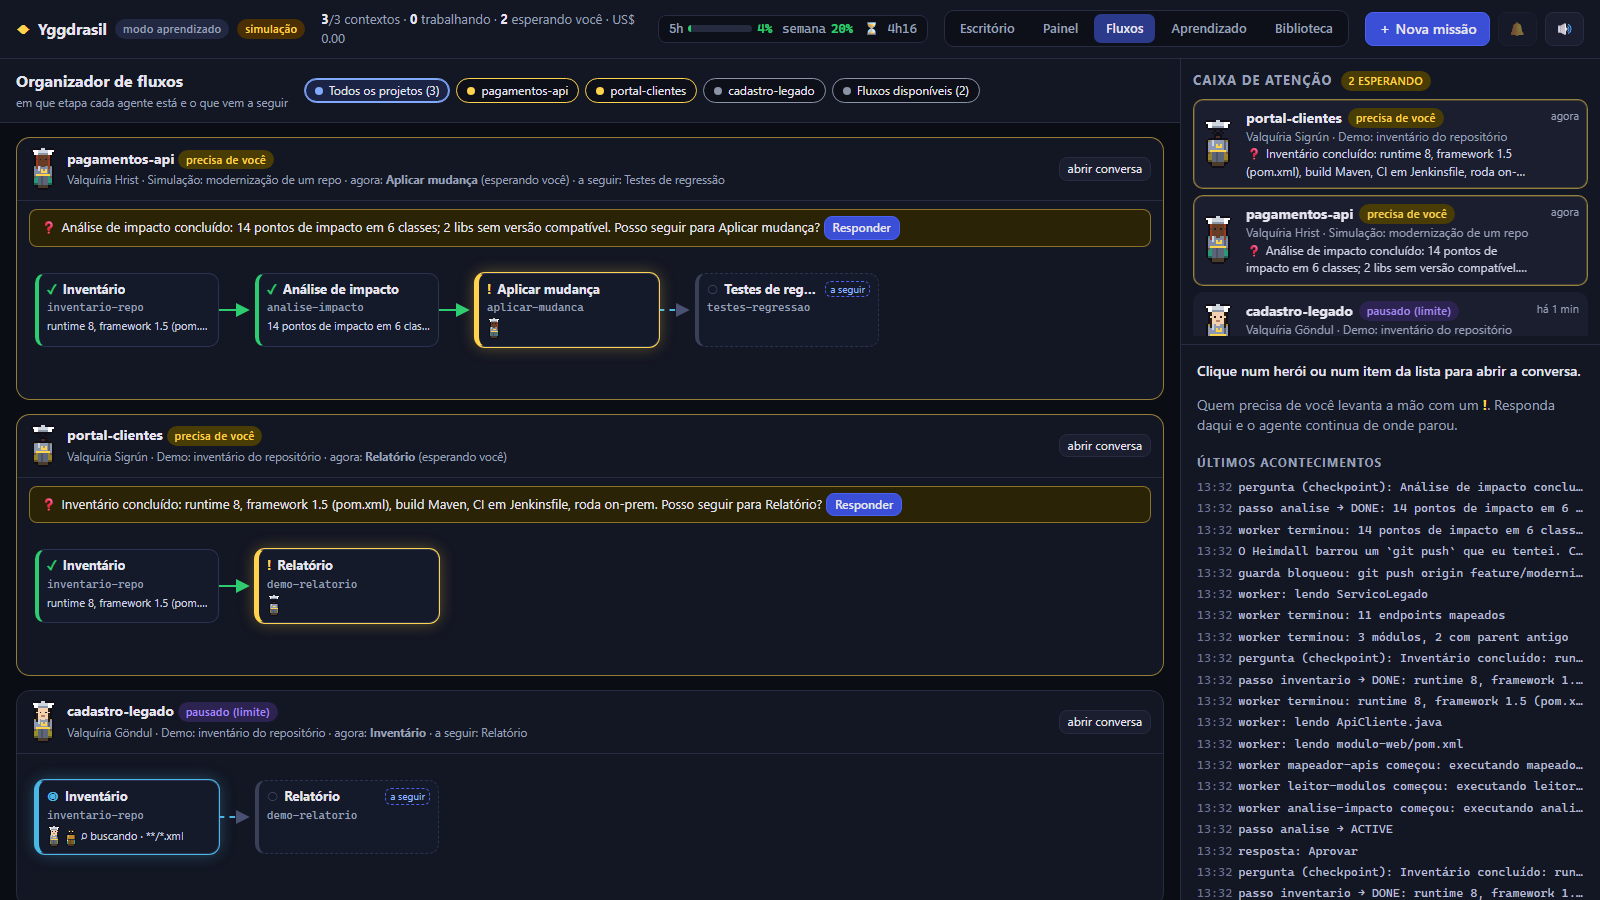 Yggdrasil
modo aprendizado
simulação
3/3 contextos · 0 trabalhando · 2 esperando você · US$ 0.00
5h 4% semana 20% ⏳ 4h16
Escritório
Painel
Fluxos
Aprendizado
Biblioteca
+ Nova missão
Organizador de fluxos
em que etapa cada agente está e o que vem a seguir
Todos os projetos (3)
pagamentos-api
portal-clientes
cadastro-legado
Fluxos disponíveis (2)
pagamentos-api precisa de você
Valquíria Hrist · Simulação: modernização de um repo · agora: Aplicar mudança (esperando você) · a seguir: Testes de regressão
abrir conversa
❓ Análise de impacto concluído: 14 pontos de impacto em 6 classes; 2 libs sem versão compatível. Posso seguir para Aplicar mudança? Responder
✓ Inventário
inventario-repo
runtime 8, framework 1.5 (pom....
✓ Análise de impacto
analise-impacto
14 pontos de impacto em 6 clas...
! Aplicar mudança
aplicar-mudanca
Testes de reg... a seguir
testes-regressao
portal-clientes precisa de você
Valquíria Sigrún · Demo: inventário do repositório · agora: Relatório (esperando você)
abrir conversa
❓ Inventário concluído: runtime 8, framework 1.5 (pom.xml), build Maven, CI em Jenkinsfile, roda on-prem. Posso seguir para Relatório? Responder
✓ Inventário
inventario-repo
runtime 8, framework 1.5 (pom....
! Relatório
demo-relatorio
cadastro-legado pausado (limite)
Valquíria Göndul · Demo: inventário do repositório · agora: Inventário · a seguir: Relatório
abrir conversa
Inventário
inventario-repo
buscando · **/*.xml
Relatório a seguir
demo-relatorio
CAIXA DE ATENÇÃO 2 ESPERANDO
portal-clientes precisa de você agora
Valquíria Sigrún · Demo: inventário do repositório
❓ Inventário concluído: runtime 8, framework 1.5
(pom.xml), build Maven, CI em Jenkinsfile, roda on-...
pagamentos-api precisa de você agora
Valquíria Hrist · Simulação: modernização de um repo
❓ Análise de impacto concluído: 14 pontos de
impacto em 6 classes; 2 libs sem versão compatível....
cadastro-legado pausado (limite) há 1 min
Valquíria Göndul · Demo: inventário do repositório
Clique num herói ou num item da lista para abrir a conversa.
Quem precisa de você levanta a mão com um !. Responda
daqui e o agente continua de onde parou.
ÚLTIMOS ACONTECIMENTOS
13:32 pergunta (checkpoint): Análise de impacto conclu...
13:32 passo analise → DONE: 14 pontos de impacto em 6 ...
13:32 worker terminou: 14 pontos de impacto em 6 class...
13:32 O Heimdall barrou um `git push` que eu tentei. C...
13:32 guarda bloqueou: git push origin feature/moderni...
13:32 worker: lendo ServicoLegado
13:32 worker terminou: 11 endpoints mapeados
13:32 worker terminou: 3 módulos, 2 com parent antigo
13:32 pergunta (checkpoint): Inventário concluído: run...
13:32 passo inventario → DONE: runtime 8, framework 1....
13:32 worker terminou: runtime 8, framework 1.5 (pom.x...
13:32 worker: lendo ApiCliente.java
13:32 worker: lendo modulo-web/pom.xml
13:32 worker mapeador-apis começou: executando mapeado...
13:32 worker leitor-modulos começou: executando leitor...
13:32 worker analise-impacto começou: executando anali...
13:32 passo analise → ACTIVE
13:32 resposta: Aprovar
13:32 pergunta (checkpoint): Inventário concluído: run...
13:32 passo inventario → DONE: runtime 8, framework 1....